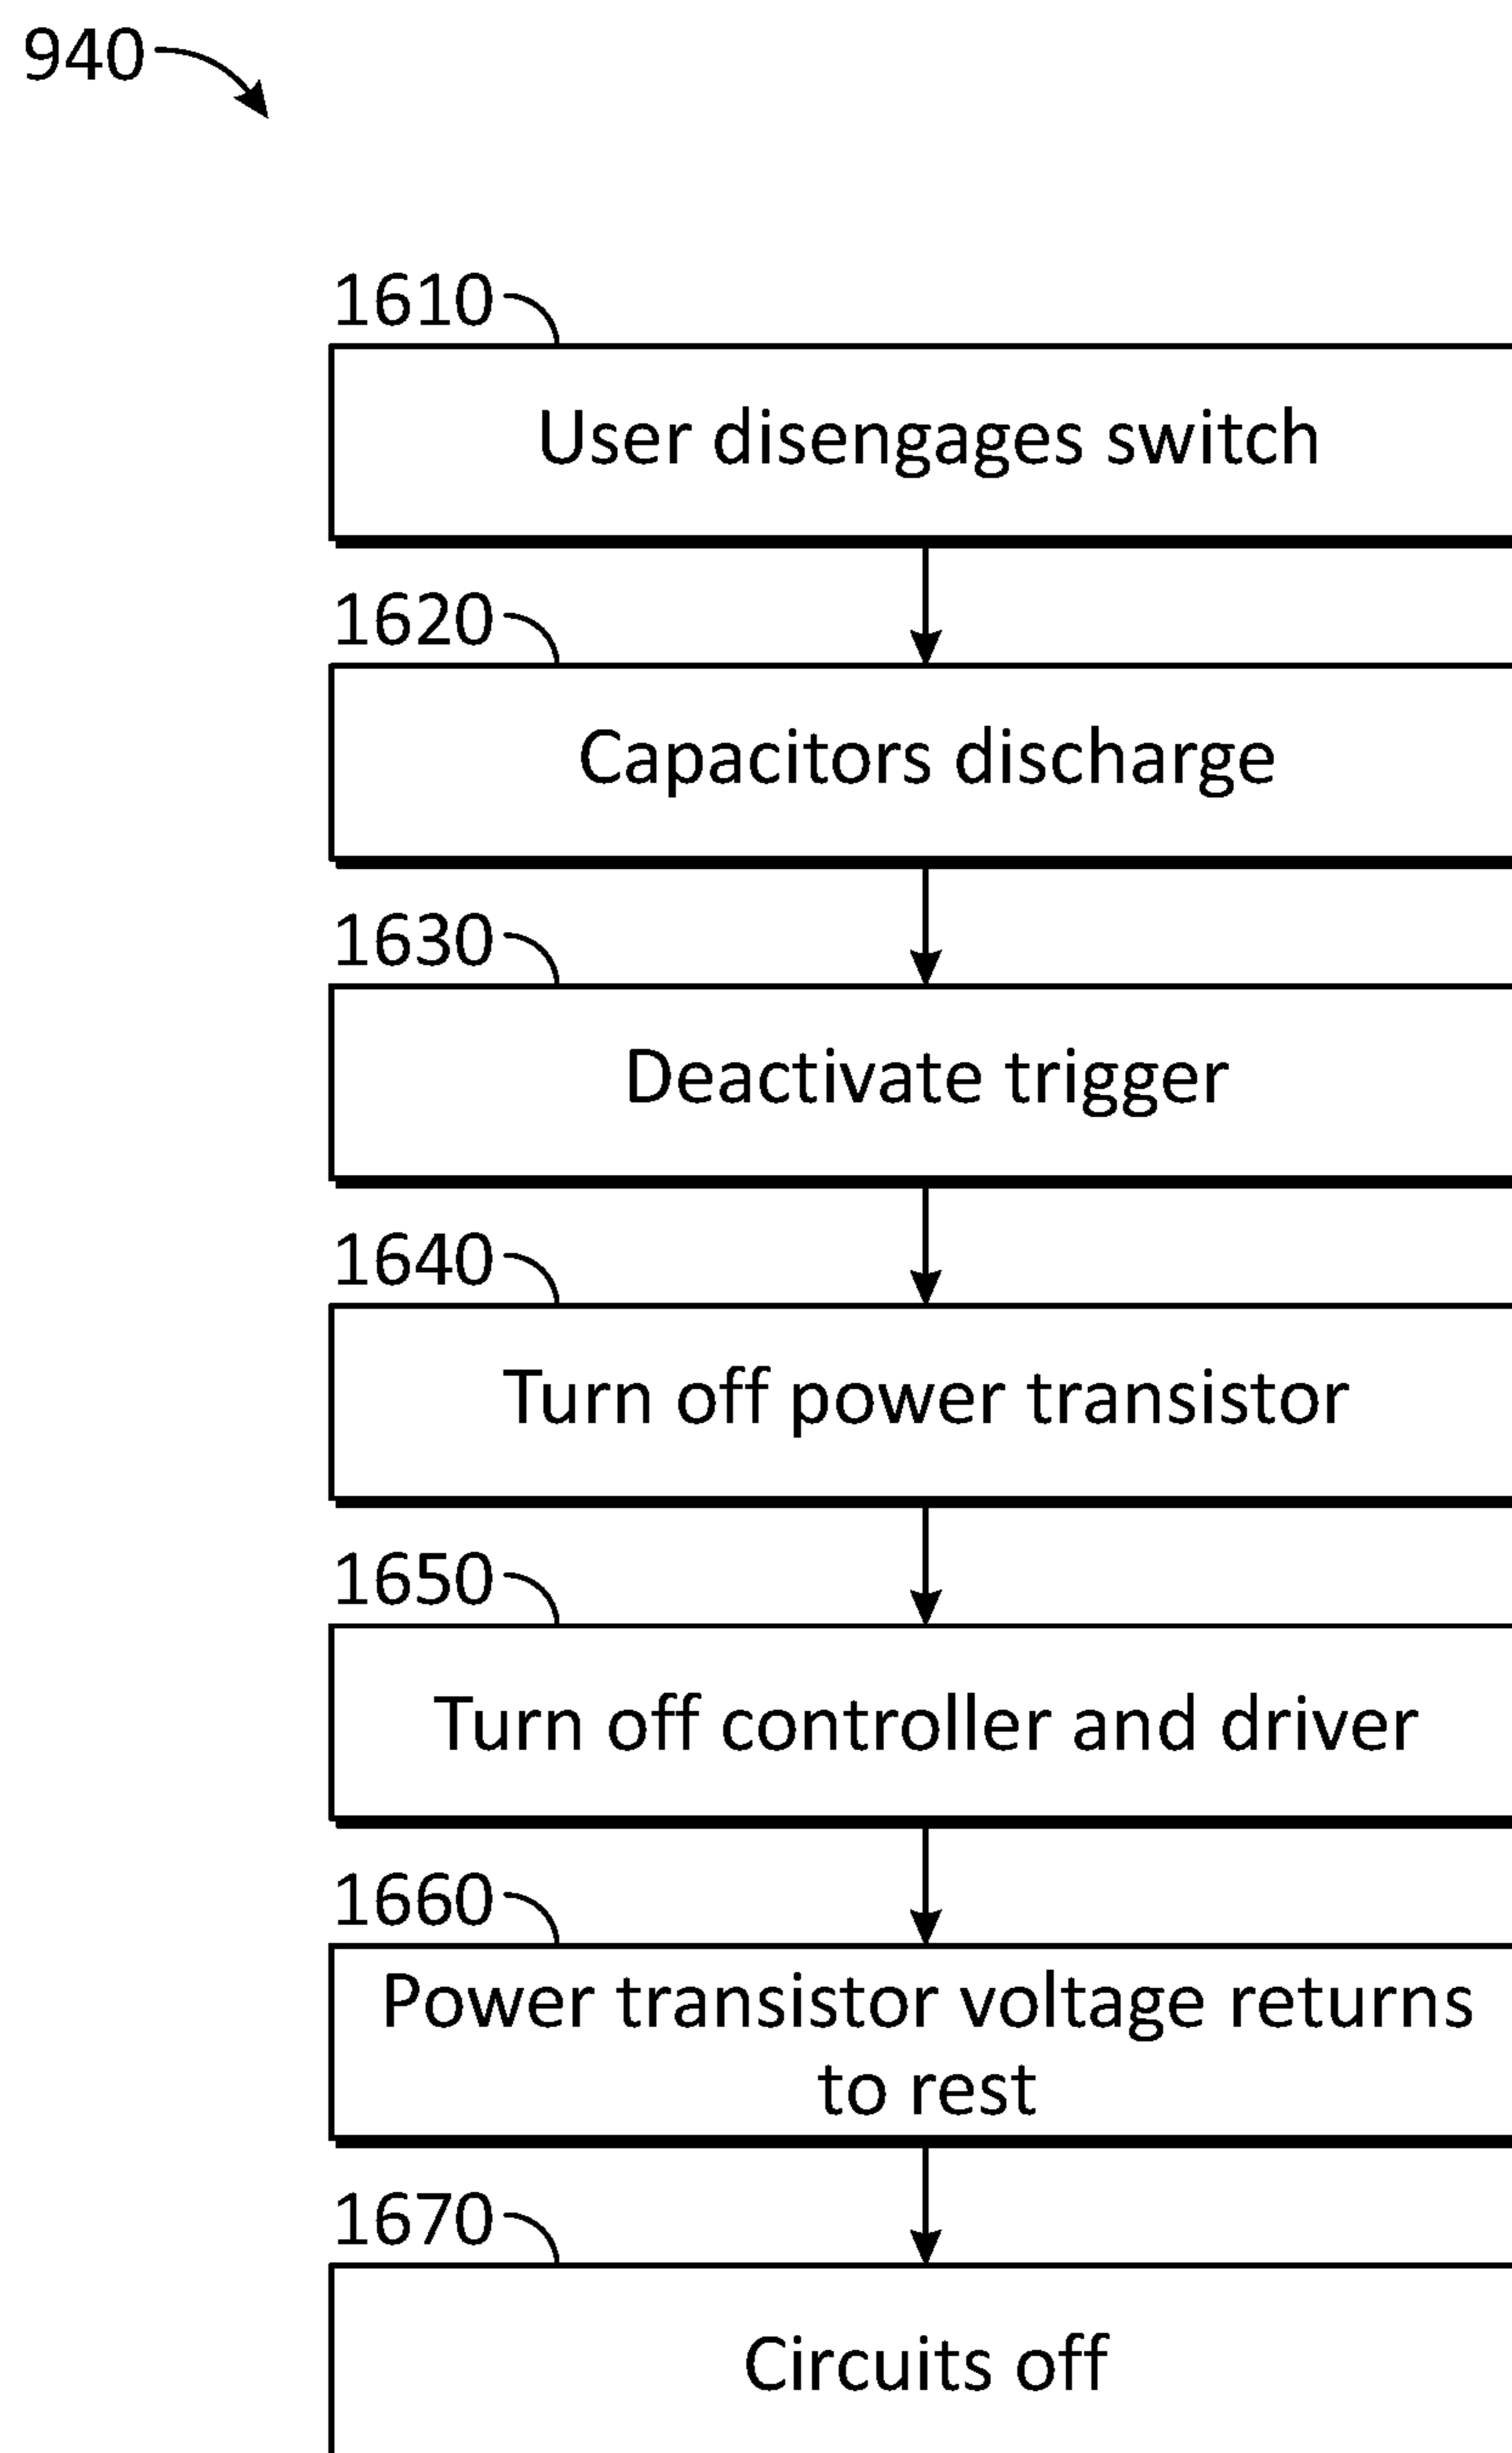 940
1610
User disengages switch
1620
Capacitors discharge
1630
Deactivate trigger
1640
Turn off power transistor
1650
Turn off controller and driver
1660
Power transistor voltage returns
to rest
1670
Circuits off